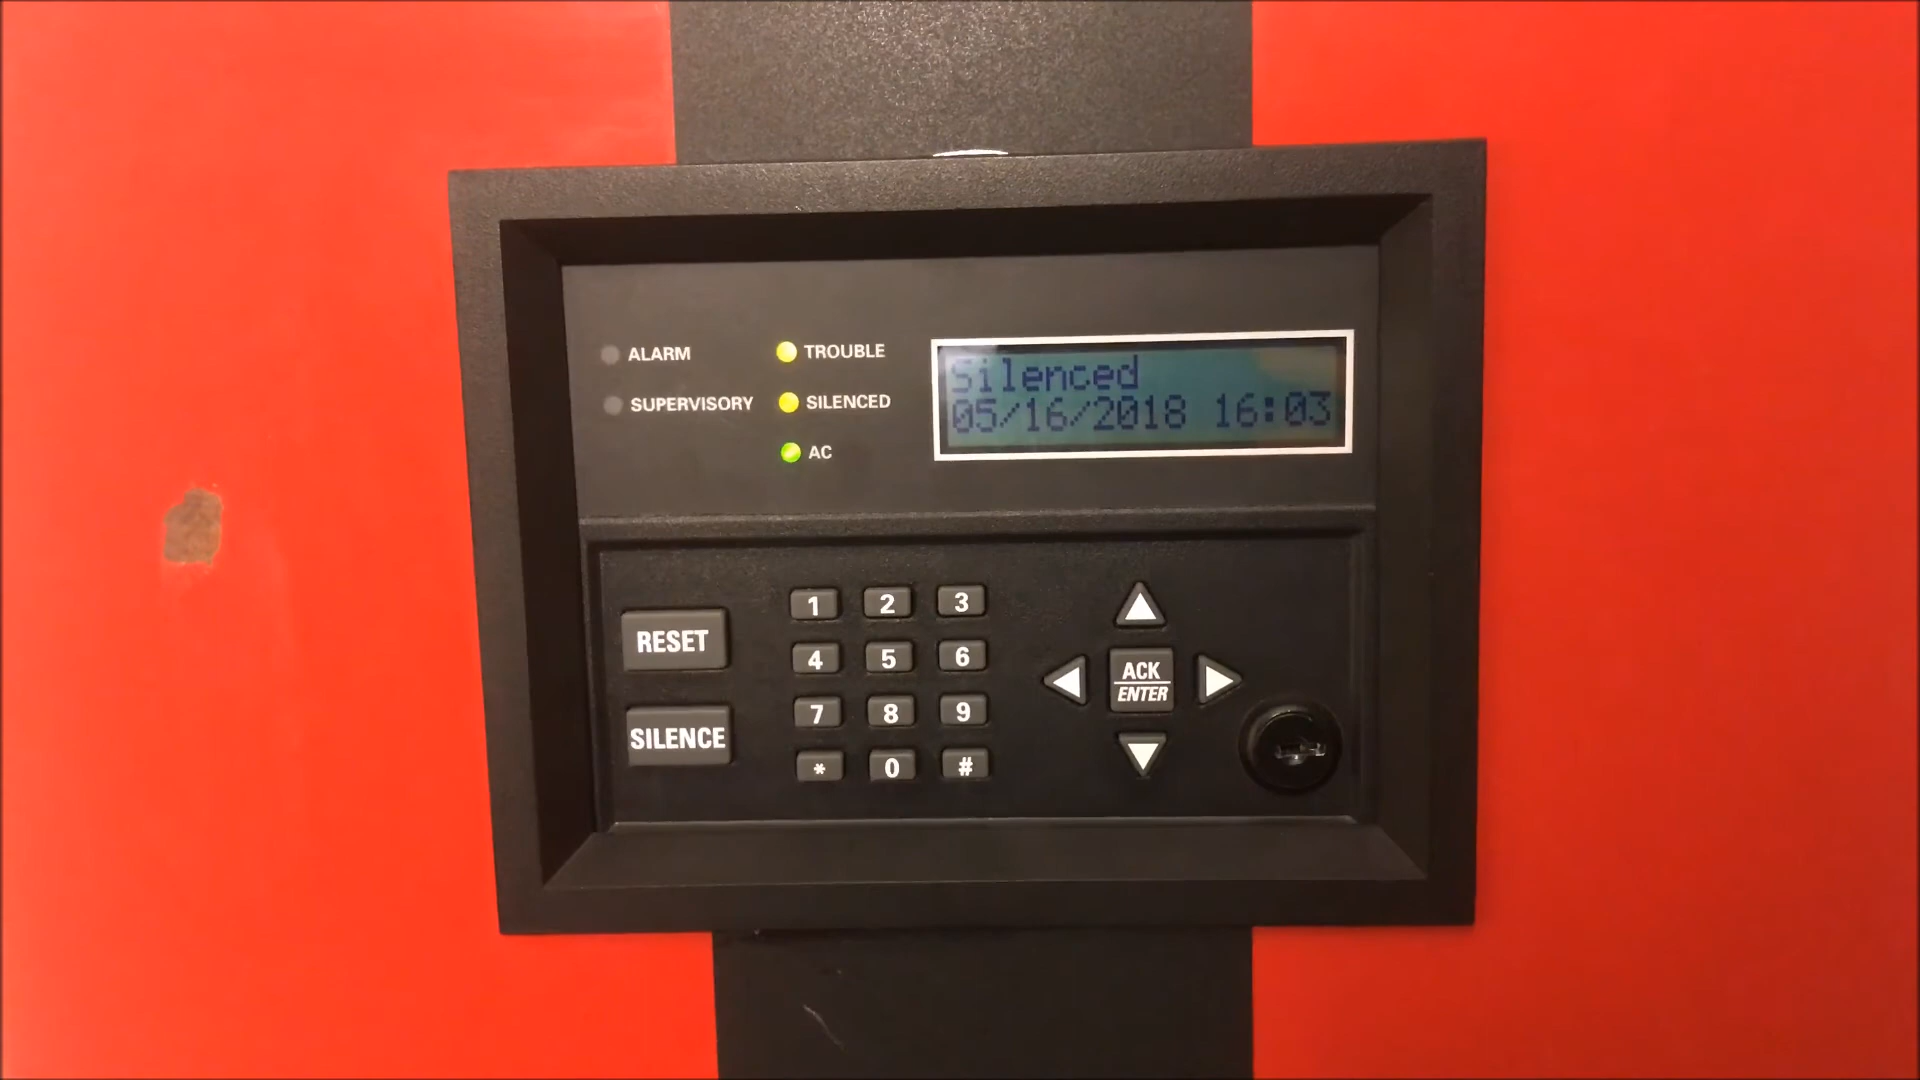 ALARM
TROUBLE
SUPERVISORY
SILENCED
AC
Silenced
05/16/2018 16:03
RESET
SILENCE
1 2 3
4 5 6
7 8 9
* 0 #
ACK
ENTER